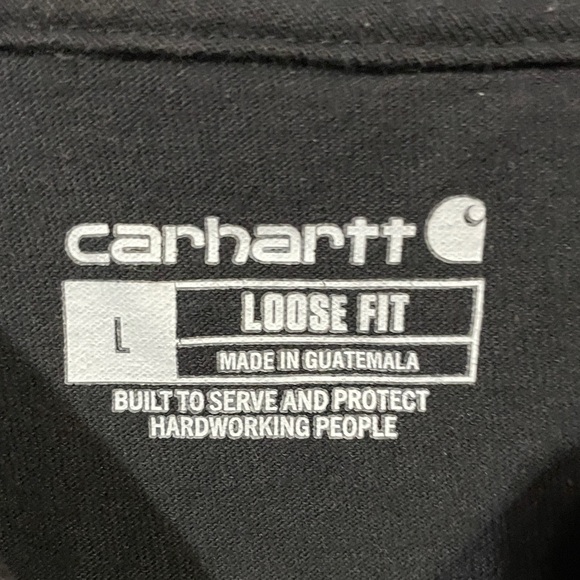 carhartt
L
LOOSE FIT
MADE IN GUATEMALA
BUILT TO SERVE AND PROTECT
HARDWORKING PEOPLE